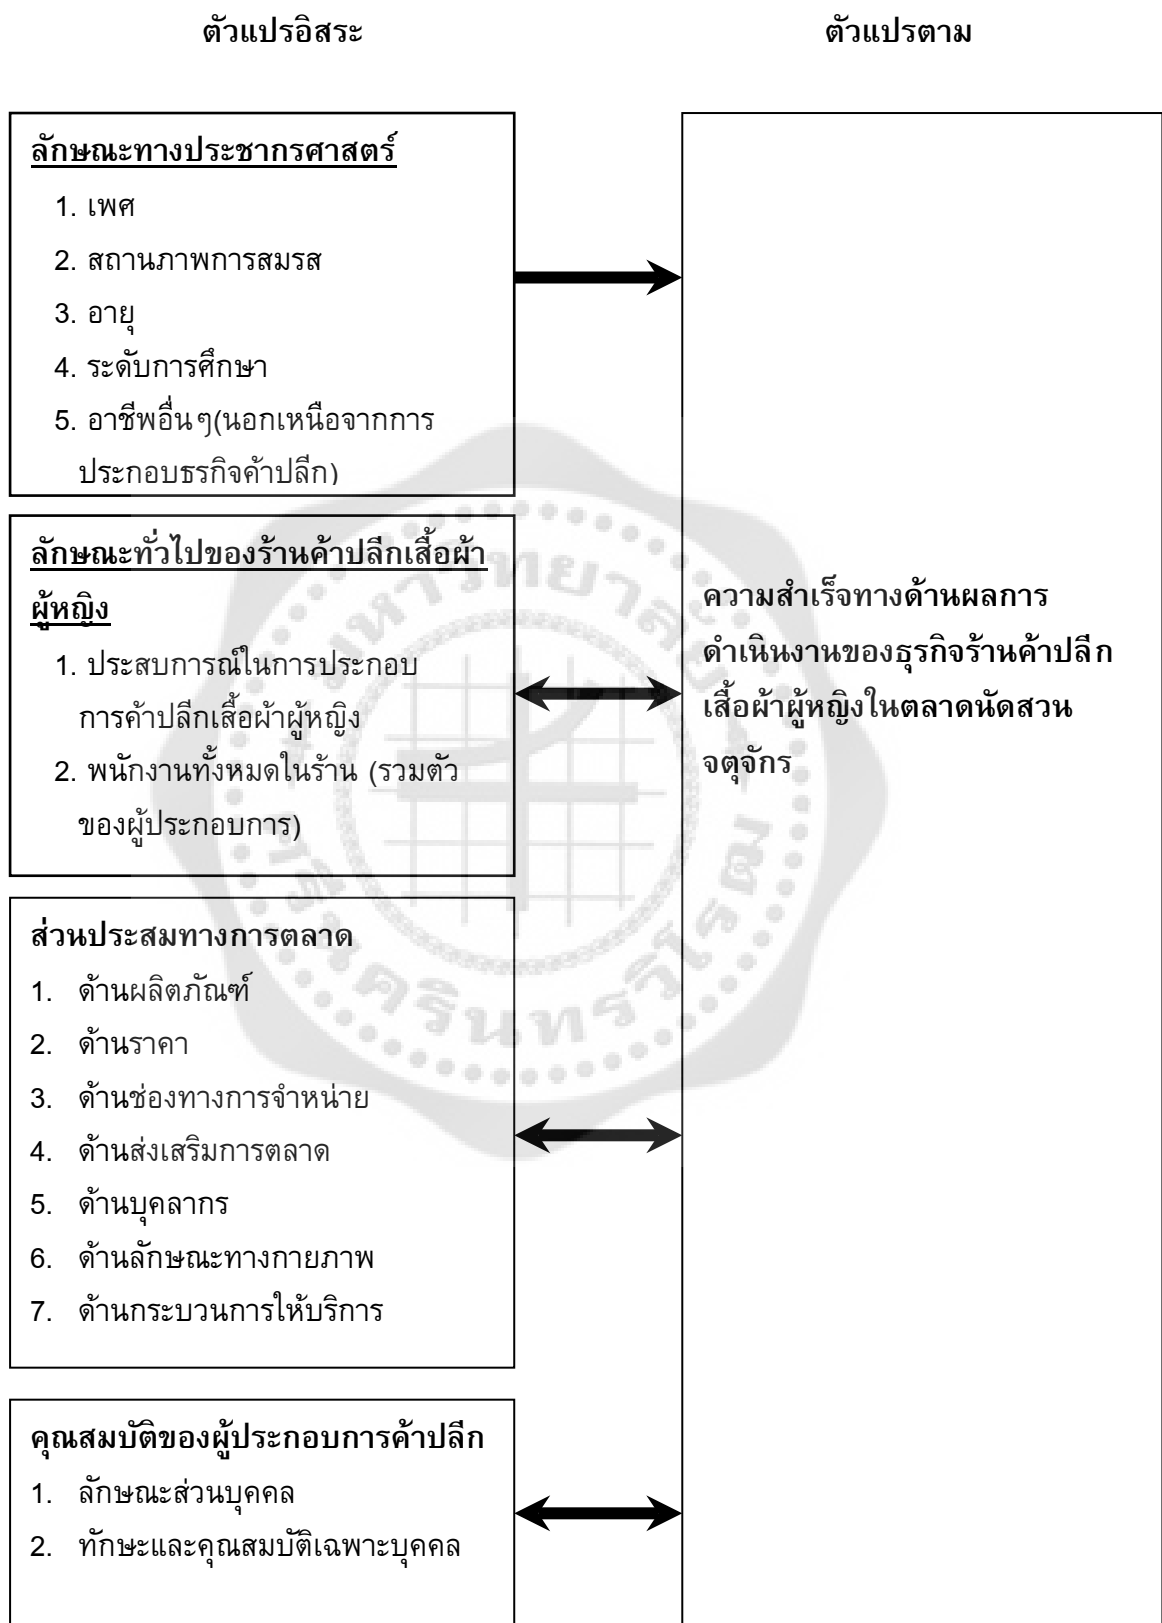 ตัวแปรอิสระ
ตัวแปรตาม
ลักษณะทางประชากรศาสตร์
1. เพศ
2. สถานภาพการสมรส
3. อายุ
4. ระดับการศึกษา
5. อาชีพอื่นๆ(นอกเหนือจากการ
ประกอบธุรกิจค้าปลีก)
ลักษณะทั่วไปของร้านค้าปลีกเสื้อผ้า
ผู้หญิง
1. ประสบการณ์ในการประกอบ
การค้าปลีกเสื้อผ้าผู้หญิง
2. พนักงานทั้งหมดในร้าน (รวมตัว
ของผู้ประกอบการ)
ส่วนประสมทางการตลาด
1. ด้านผลิตภัณฑ์
2. ด้านราคา
3. ด้านช่องทางการจำหน่าย
4. ด้านส่งเสริมการตลาด
5. ด้านบุคลากร
6. ด้านลักษณะทางกายภาพ
7. ด้านกระบวนการให้บริการ
คุณสมบัติของผู้ประกอบการค้าปลีก
1. ลักษณะส่วนบุคคล
2. ทักษะและคุณสมบัติเฉพาะบุคคล
ความสำเร็จทางด้านผลการ
ดำเนินงานของธุรกิจร้านค้าปลีก
เสื้อผ้าผู้หญิงในตลาดนัดสวน
จตุจักร
มหาวิทยาลัย
ศรีนครินทรวิโรฒ